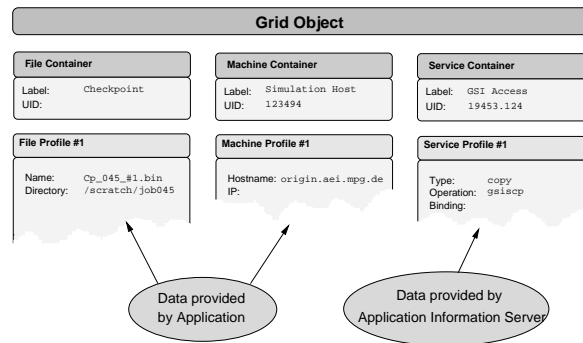 Grid Object
File Container
Label: Checkpoint
UID:
Machine Container
Label: Simulation Host
UID: 123494
Service Container
Label: GSI Access
UID: 19453.124
File Profile #1
Name: Cp_045_#1.bin
Directory: /scratch/job045
Machine Profile #1
Hostname: origin.aei.mpg.de
IP:
Service Profile #1
Type: copy
Operation: gsiscp
Binding:
Data provided
by Application
Data provided by
Application Information Server